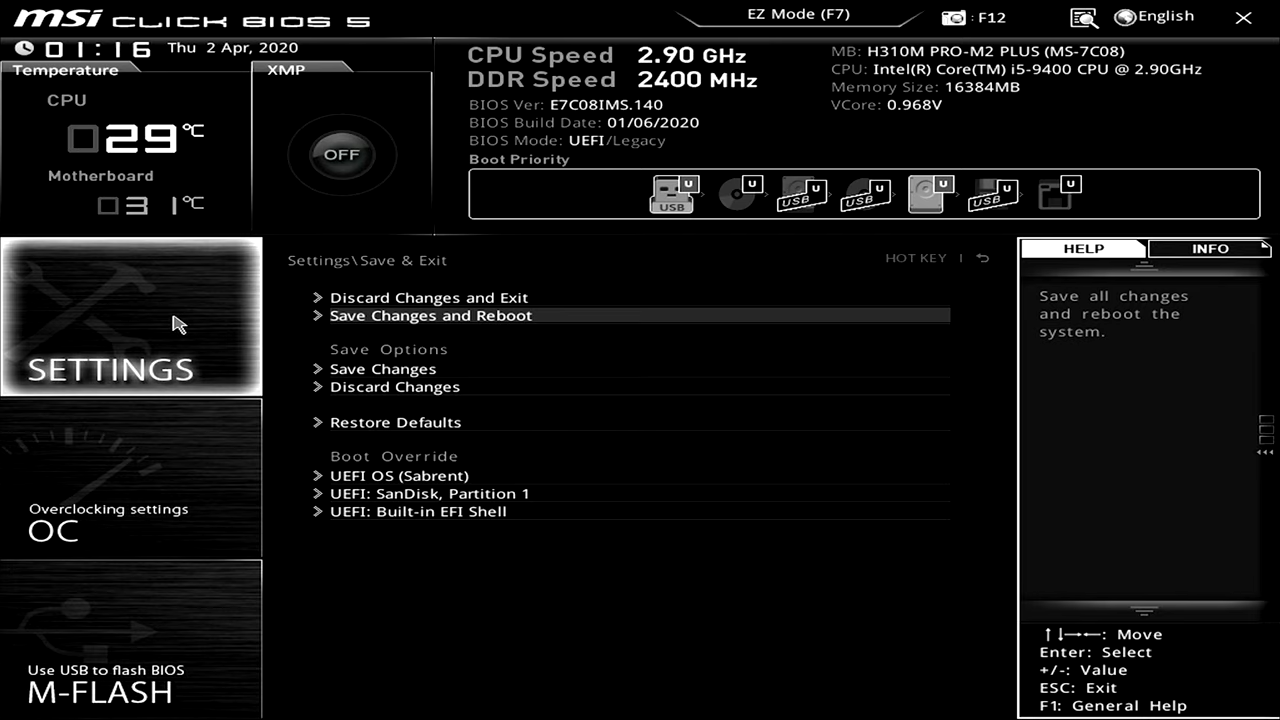 msi CLICK BIOS 5
EZ Mode (F7)
: F12
English
01:16 Thu 2 Apr, 2020
Temperature
XMP
CPU
29°C
Motherboard
31°C
OFF
CPU Speed 2.90 GHz
DDR Speed 2400 MHz
BIOS Ver: E7C08IMS.140
BIOS Build Date: 01/06/2020
BIOS Mode: UEFI/Legacy
Boot Priority
MB: H310M PRO-M2 PLUS (MS-7C08)
CPU: Intel(R) Core(TM) i5-9400 CPU @ 2.90GHz
Memory Size: 16384MB
VCore: 0.968V
USB U
U
USB U
USB U
U
USB U
U
SETTINGS
Overclocking settings
OC
Use USB to flash BIOS
M-FLASH
Settings\Save & Exit
HOT KEY |
Discard Changes and Exit
Save Changes and Reboot
Save Options
Save Changes
Discard Changes
Restore Defaults
Boot Override
UEFI OS (Sabrent)
UEFI: SanDisk, Partition 1
UEFI: Built-in EFI Shell
HELP
INFO
Save all changes
and reboot the
system.
↑↓→←: Move
Enter: Select
+/-: Value
ESC: Exit
F1: General Help